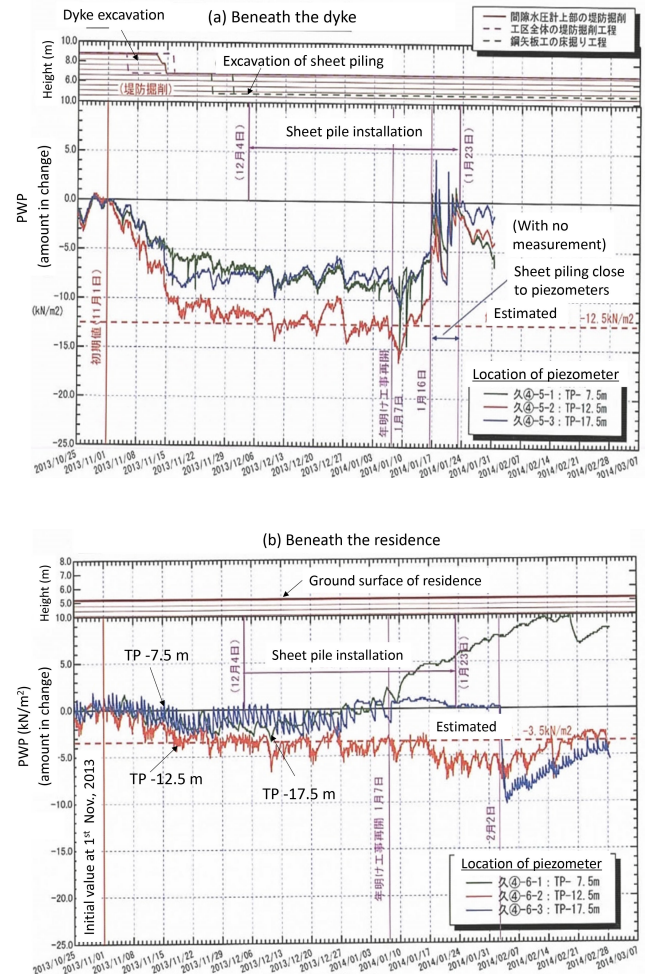 Dyke excavation
(a) Beneath the dyke
間隙水圧計上部の堤防掘削
工区全体の堤防掘削工程
鋼矢板工の床掘り工程
Height (m)
10.0
8.0
6.0
10.0
Excavation of sheet piling
(堤防掘削)
PWP
(amount in change)
(kN/m2)
5.0
0.0
-5.0
-10.0
-15.0
-20.0
-25.0
(12月4日)
Sheet pile installation
(1月23日)
(With no
measurement)
Sheet piling close
to piezometers
Estimated
-12.5kN/m2
初期値(11月1日)
年明け工事再開
1月7日
1月16日
Location of piezometer
久④-5-1：TP- 7.5m
久④-5-2：TP-12.5m
久④-5-3：TP-17.5m
2013/10/25 2013/11/01 2013/11/08 2013/11/15 2013/11/22 2013/11/29 2013/12/06 2013/12/13 2013/12/20 2013/12/27 2014/01/03 2014/01/10 2014/01/17 2014/01/24 2014/01/31 2014/02/07 2014/02/14 2014/02/21 2014/02/28 2014/03/07
(b) Beneath the residence
Height (m)
8.0
7.0
6.0
5.0
10.0
Ground surface of residence
PWP (kN/m²)
(amount in change)
5.0
0.0
-5.0
-10.0
-15.0
-20.0
-25.0
TP -7.5 m
(12月4日)
Sheet pile installation
(1月23日)
Estimated
-3.5kN/m2
TP -12.5 m
TP -17.5 m
Initial value at 1st Nov, 2013
年明け工事再開 1月7日
2月2日
Location of piezometer
久④-6-1：TP- 7.5m
久④-6-2：TP-12.5m
久④-6-3：TP-17.5m
2013/10/25 2013/11/01 2013/11/08 2013/11/15 2013/11/22 2013/11/29 2013/12/06 2013/12/13 2013/12/20 2013/12/27 2014/01/03 2014/01/10 2014/01/17 2014/01/24 2014/01/31 2014/02/07 2014/02/14 2014/02/21 2014/02/28 2014/03/07